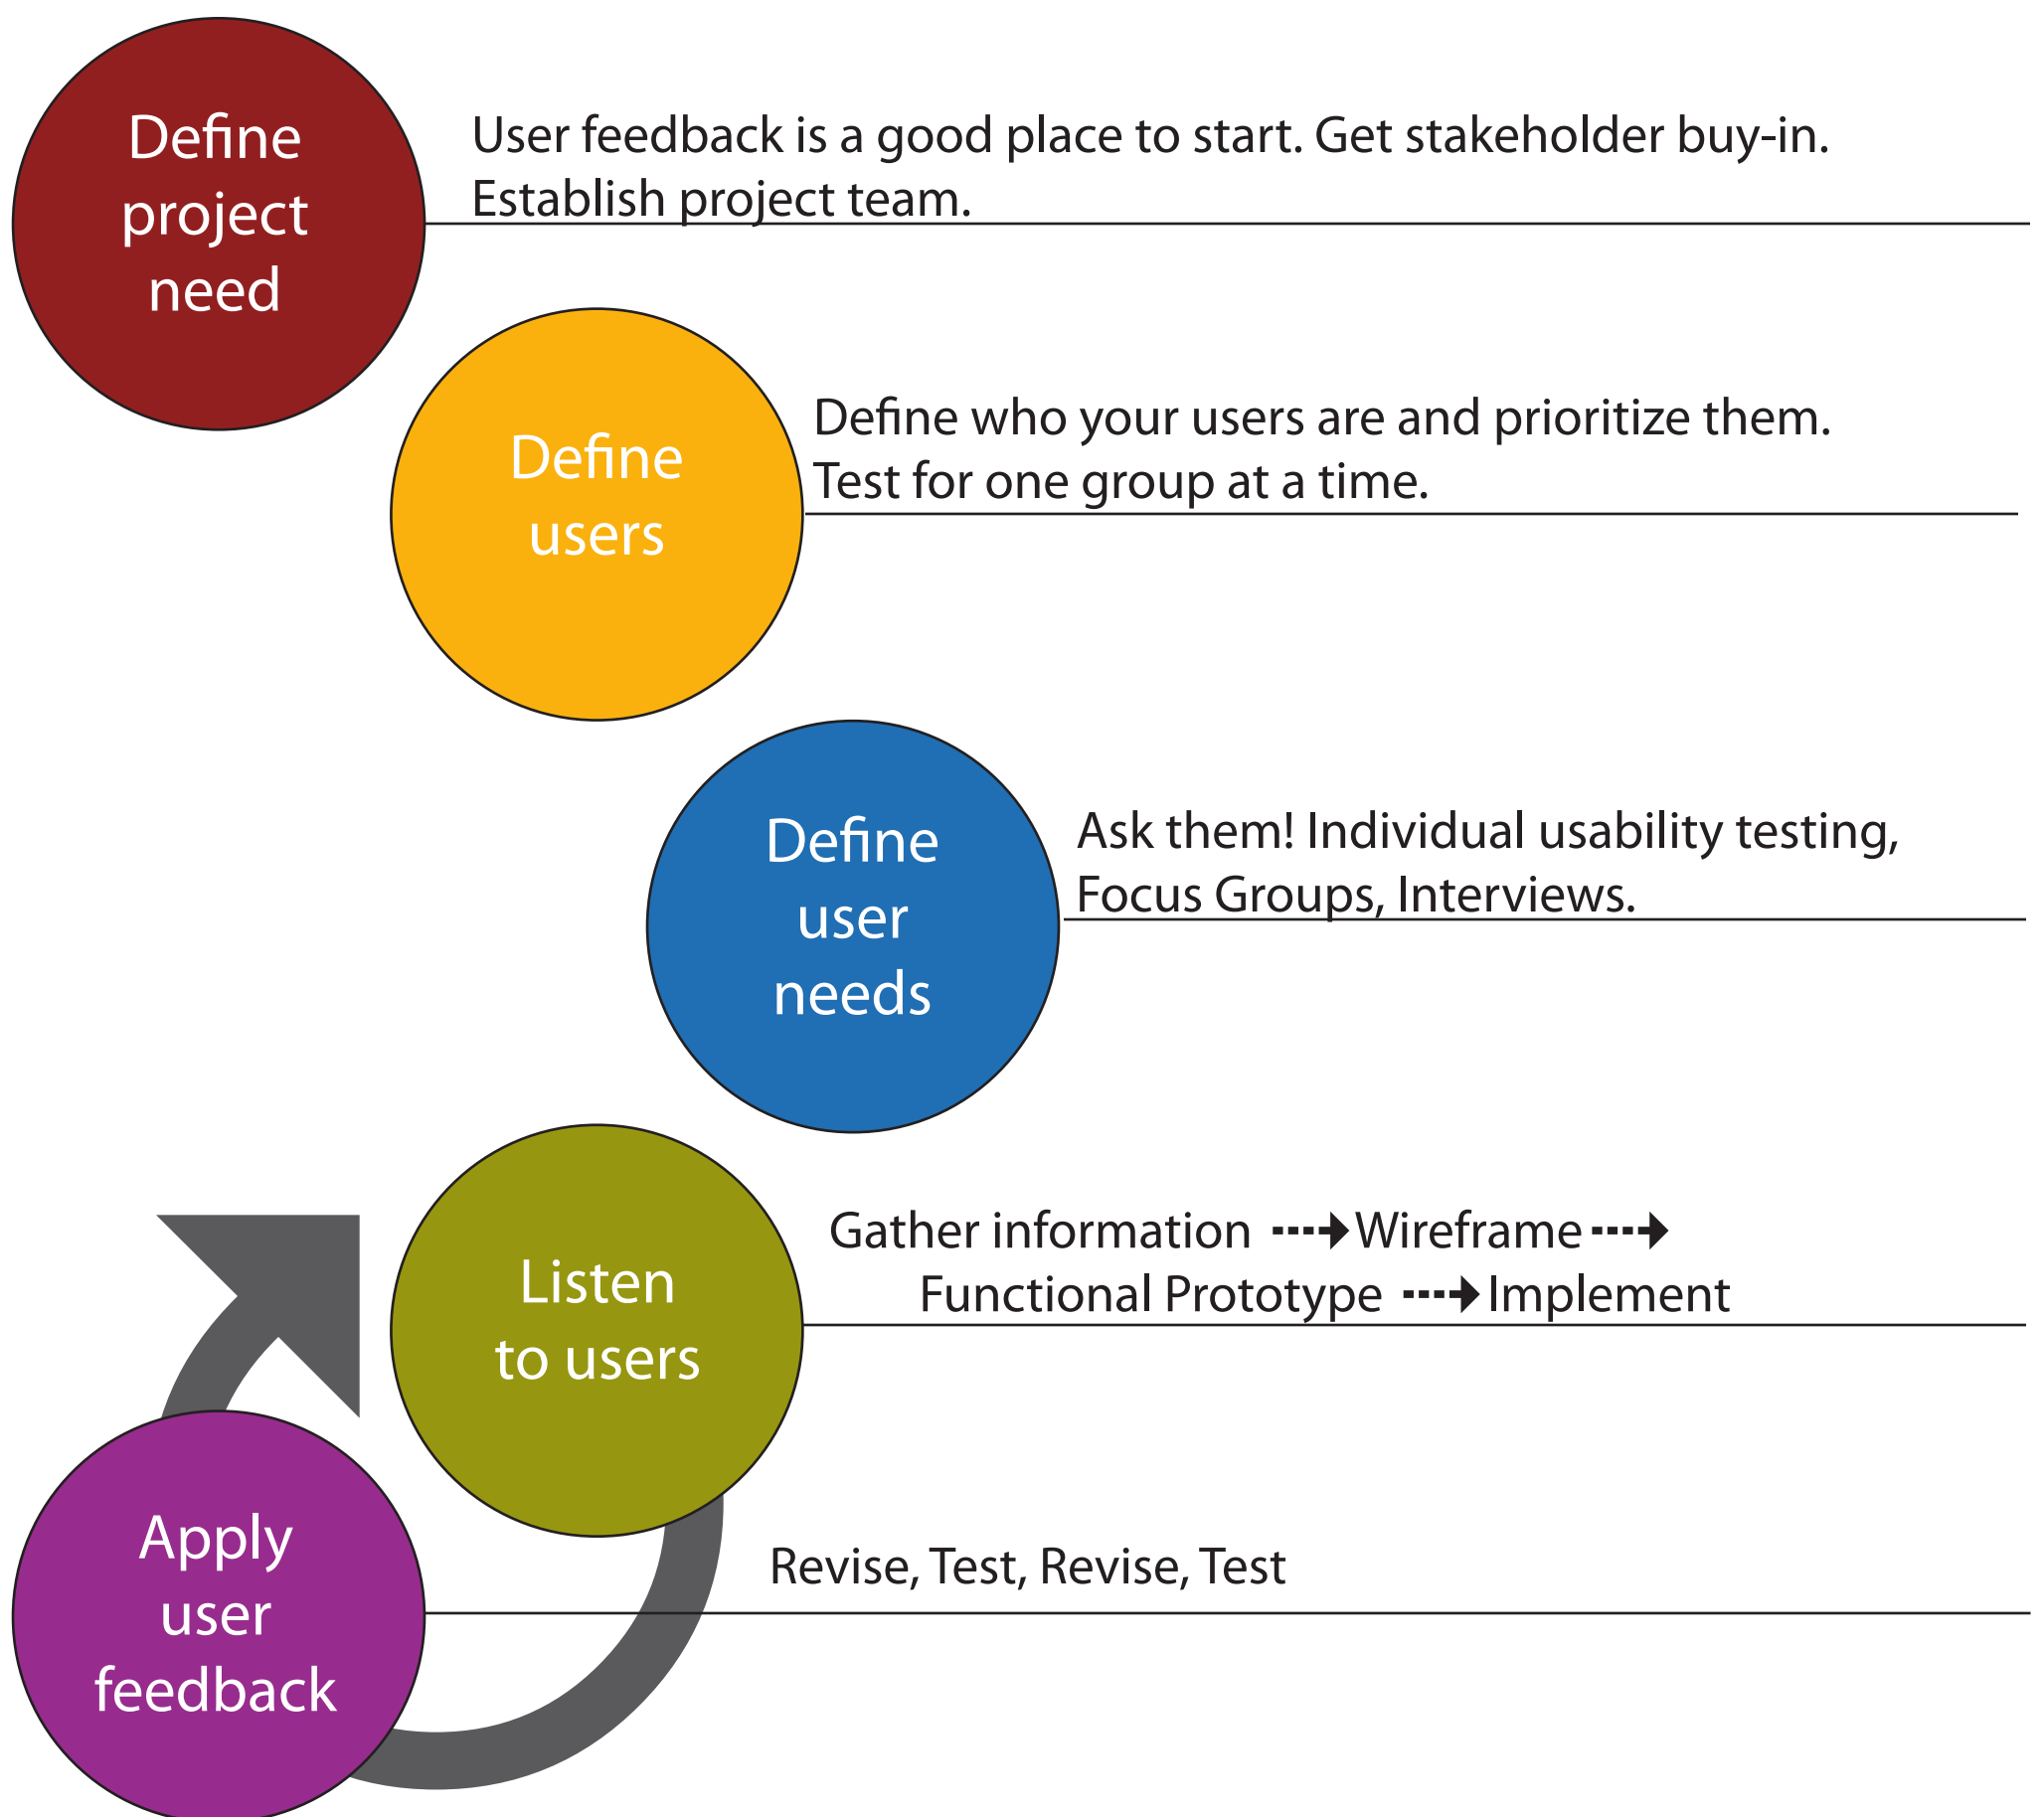 Define
project
need
User feedback is a good place to start. Get stakeholder buy-in.
Establish project team.
Define
users
Define who your users are and prioritize them.
Test for one group at a time.
Define
user
needs
Ask them! Individual usability testing,
Focus Groups, Interviews.
Listen
to users
Gather information Wireframe
Functional Prototype Implement
Apply
user
feedback
Revise, Test, Revise, Test